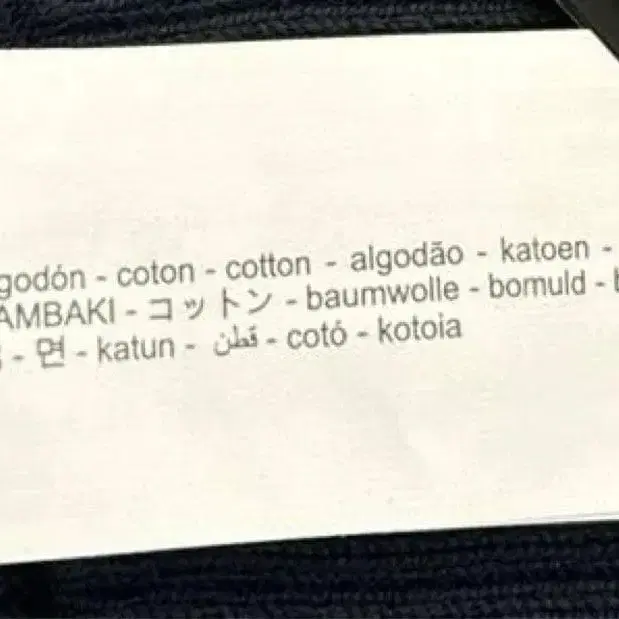 godón - coton - cotton - algodão - katoen -
AMBAKI - コットン - baumwolle - bomuld -
- 면 - katun - قطن - cotó - kotoia